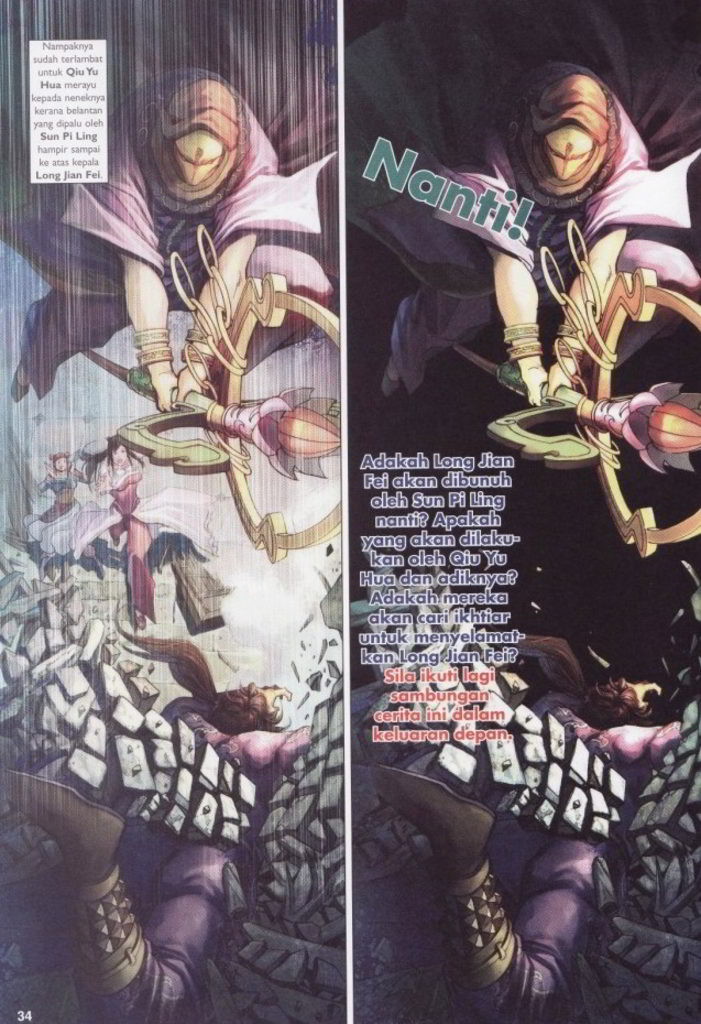 Nampaknya
sudah terlambat
untuk Qiu Yu
Hua merayu
kepada neneknya
kerana belantan
yang dipalu oleh
Sun Pi Ling
hampir sampai
ke atas kepala
Long Jian Fei.
Nanti!
Adakah Long Jian
Fei akan dibunuh
oleh Sun Pi Ling
nanti? Apakah
yang akan dilaku-
kan oleh Qiu Yu
Hua dan adiknya?
Adakah mereka
akan cari ikhtiar
untuk menyelamat-
kan Long Jian Fei?
Sila ikuti lagi
sambungan
cerita ini dalam
keluaran depan.
34